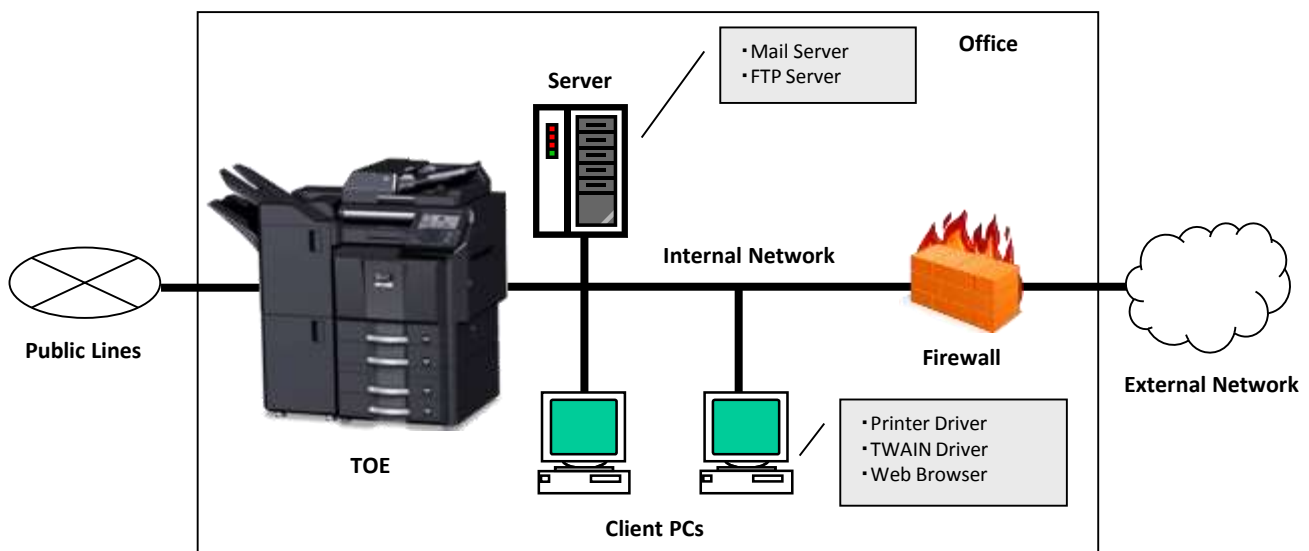 Office
・Mail Server
・FTP Server
Server
Internal Network
Public Lines
Firewall
External Network
TOE
・Printer Driver
・TWAIN Driver
・Web Browser
Client PCs